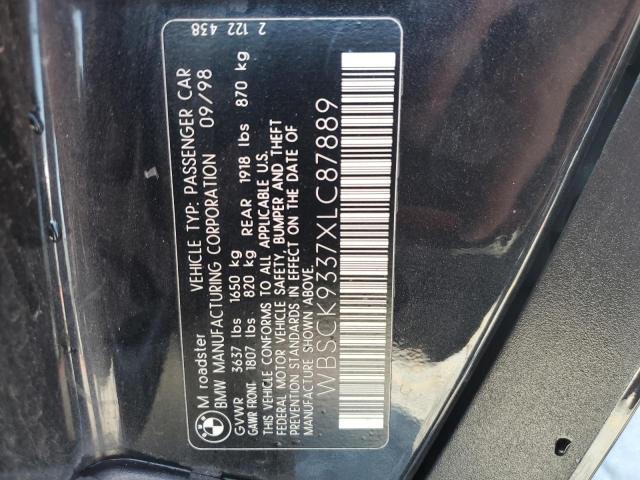 M roadster VEHICLE TYP: PASSENGER CAR 2 122 438
BMW MANUFACTURING CORPORATION 09/98
GVWR 3637 lbs 1650 kg
GAWR FRONT 1807 lbs 820 kg REAR 1918 lbs 870 kg
THIS VEHICLE CONFORMS TO ALL APPLICABLE U.S.
FEDERAL MOTOR VEHICLE SAFETY, BUMPER AND THEFT
PREVENTION STANDARDS IN EFFECT ON THE DATE OF
MANUFACTURE SHOWN ABOVE.
WBSCK9337XLC87889